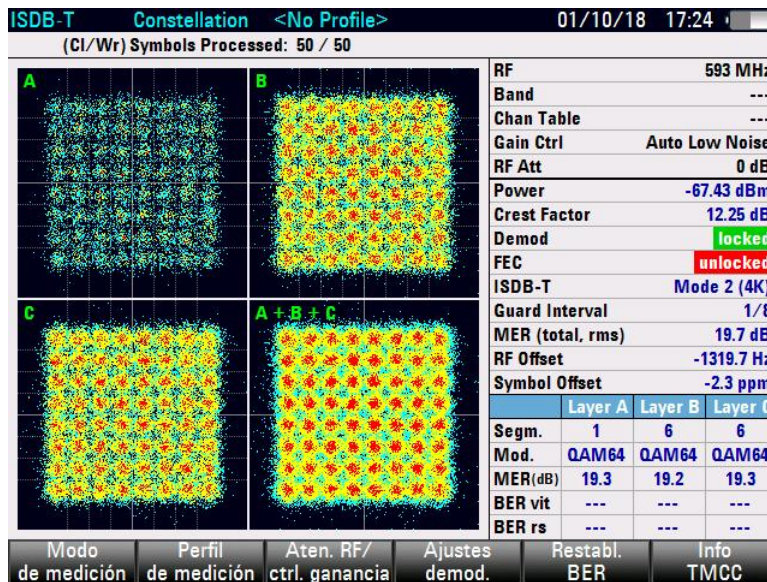 ISDB-T Constellation <No Profile> 01/10/18 17:24
(Cl/Wr) Symbols Processed: 50 / 50
A
B
C
A + B + C
RF 593 MHz
Band ---
Chan Table ---
Gain Ctrl Auto Low Noise
RF Att 0 dB
Power -67.43 dBm
Crest Factor 12.25 dB
Demod locked
FEC unlocked
ISDB-T Mode 2 (4K)
Guard Interval 1/8
MER (total, rms) 19.7 dB
RF Offset -1319.7 Hz
Symbol Offset -2.3 ppm
Layer A Layer B Layer C
Segm. 1 6 6
Mod. QAM64 QAM64 QAM64
MER(dB) 19.3 19.2 19.3
BER vit --- --- ---
BER rs --- --- ---
Modo de medición
Perfil de medición
Aten. RF/ ctrl. ganancia
Ajustes demod.
Restabl. BER
Info TMCC